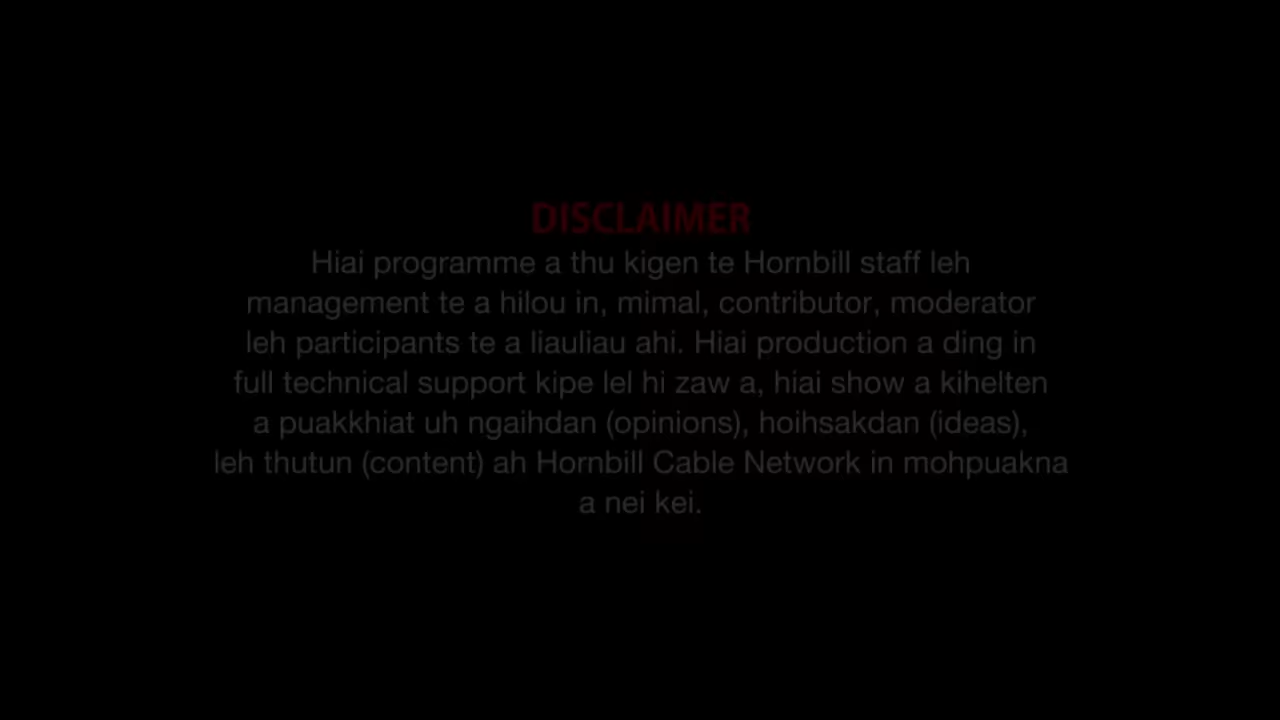 DISCLAIMER
Hiai programme a thu kigen te Hornbill staff leh
management te a hilou in, mimal, contributor, moderator
leh participants te a liauliau ahi. Hiai production a ding in
full technical support kipe lel hi zaw a, hiai show a kihelten
a puakkhiat uh ngaihdan (opinions), hoihsakdan (ideas),
leh thutun (content) ah Hornbill Cable Network in mohpuakna
a nei kei.